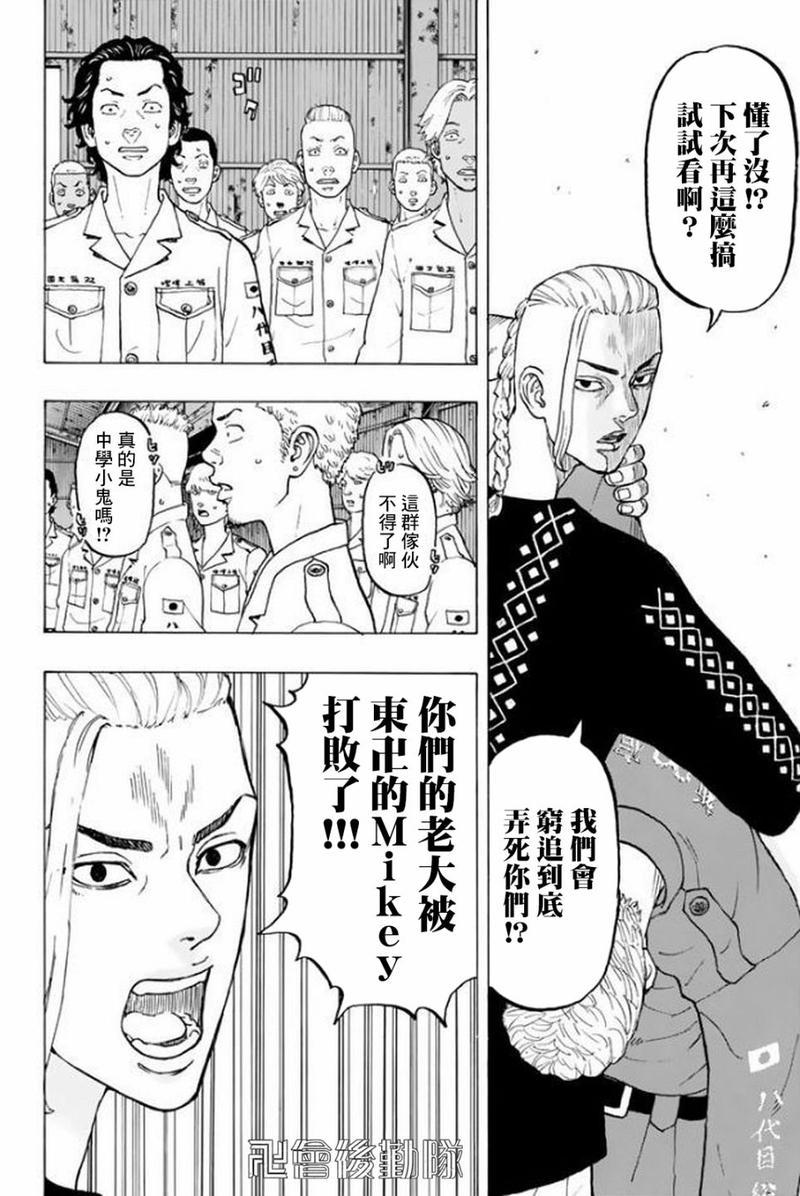 懂了沒!?
下次再這麼搞
試試看啊?
我們會
窮追到底
弄死你們!?
ゴク
八代目
這群傢伙
不得了啊
真的是
中學小鬼嗎!?
你們的老大被
東卍的Mikey
打敗了!!!
八代目
卍會後勤隊